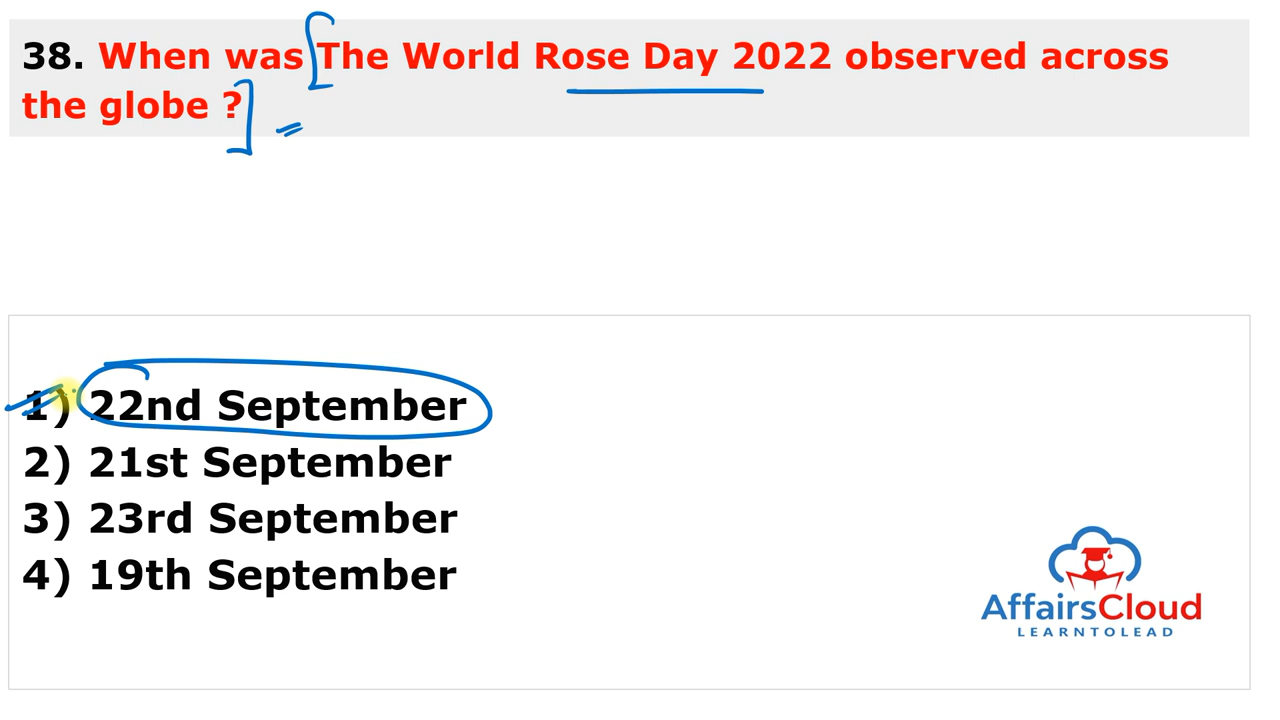 38. When was The World Rose Day 2022 observed across
the globe ?
1) 22nd September
2) 21st September
3) 23rd September
4) 19th September
AffairsCloud
LEARNTOLEAD